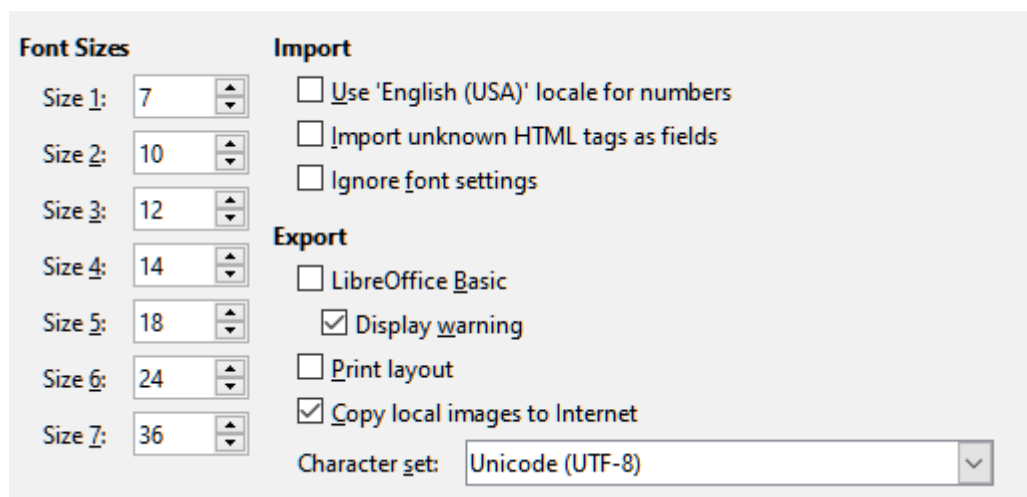 Font Sizes
Size 1: 7
Size 2: 10
Size 3: 12
Size 4: 14
Size 5: 18
Size 6: 24
Size 7: 36
Import
Use 'English (USA)' locale for numbers
Import unknown HTML tags as fields
Ignore font settings
Export
LibreOffice Basic
Display warning
Print layout
Copy local images to Internet
Character set: Unicode (UTF-8)